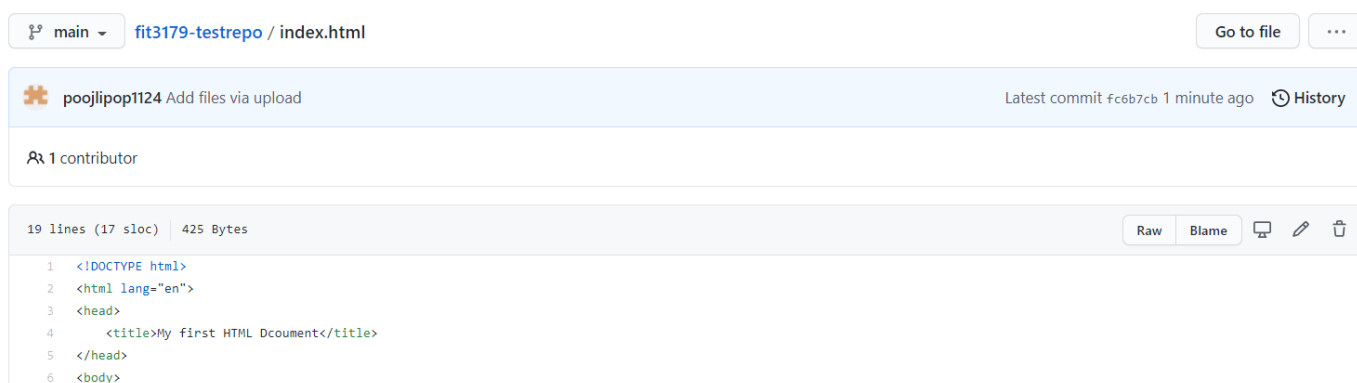 main fit3179-testrepo / index.html Go to file ...
poojlipop1124 Add files via upload Latest commit fc6b7cb 1 minute ago History
1 contributor
19 lines (17 sloc) 425 Bytes Raw Blame
1 <!DOCTYPE html>
2 <html lang="en">
3 <head>
4 <title>My first HTML Dcoument</title>
5 </head>
6 <body>